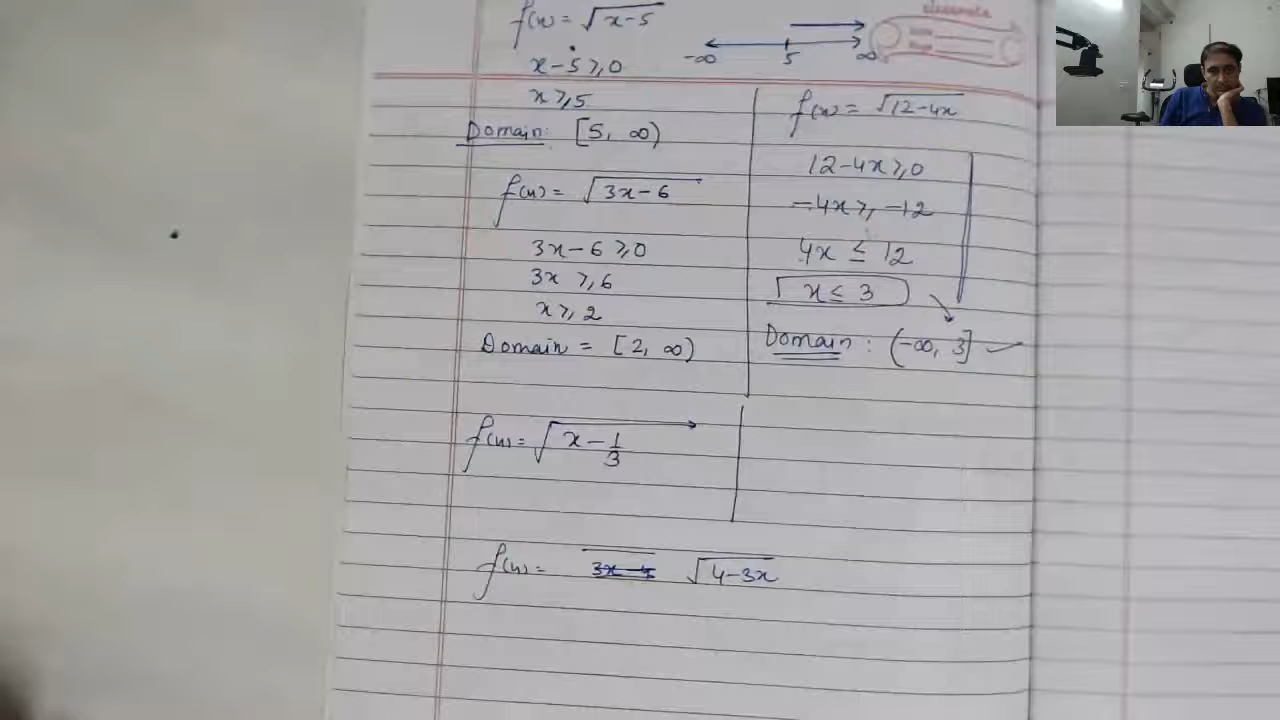 f(x) = √x-5
x-5 ≥ 0
x ≥ 5
-∞ 5 ∞
classmate
Domain: [5, ∞)
f(x) = √3x-6
3x-6 ≥ 0
3x ≥ 6
x ≥ 2
Domain = [2, ∞)
f(x) = √12-4x
12-4x ≥ 0
-4x ≥ -12
4x ≤ 12
x ≤ 3
Domain: (-∞, 3]
f(x) = √x - 1/3
f(x) = √4-3x